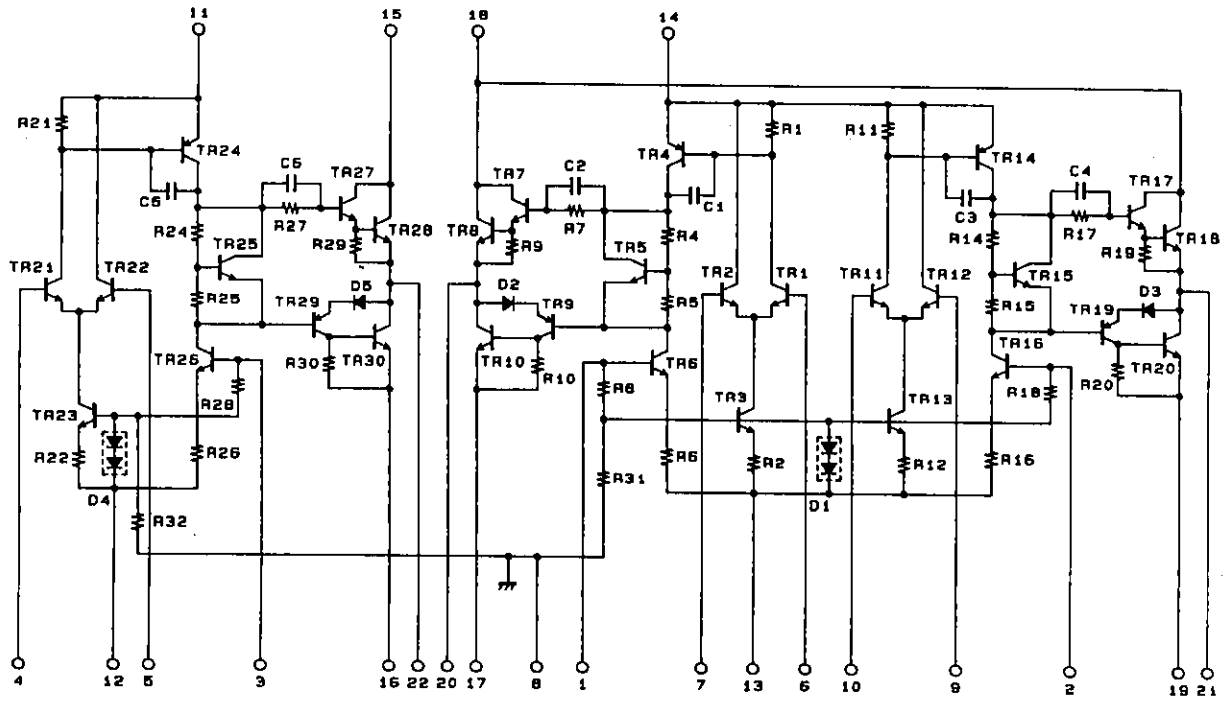 11 15 18 14
R21
TR24
C5
C6
TR27
R27
R24
R29
TR28
TR25
TR21
TR22
R25
D5
TR29
TR26
R30
TR30
R28
TR23
R22
R26
D4
R32
TR7
C2
TR4
R1
C1
TR8
R9
R7
R4
TR5
D2
TR9
R5
TR2
TR1
TR10
R10
R8
TR6
TR3
R31
R6
R2
D1
R11
TR14
C4
TR17
C3
R14
R17
R19
TR18
TR11
TR12
TR15
R15
D3
TR19
TR16
R20
TR20
TR13
R18
R12
R16
4 12 5 3 16 22 20 17 8 1 7 13 6 10 9 2 19 21